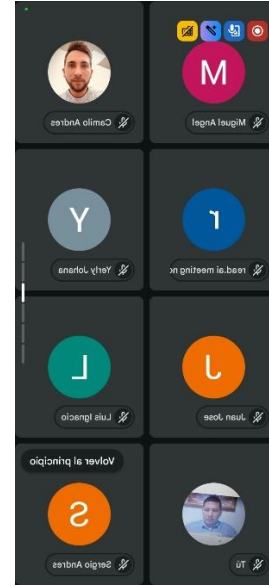 M
Miguel Angel
Camilo Andres
r
read.ai meeting no
Y
Yerly Johana
J
Juan Jose
L
Luis Ignacio
Volver al principio
Tú
S
Sergio Andres